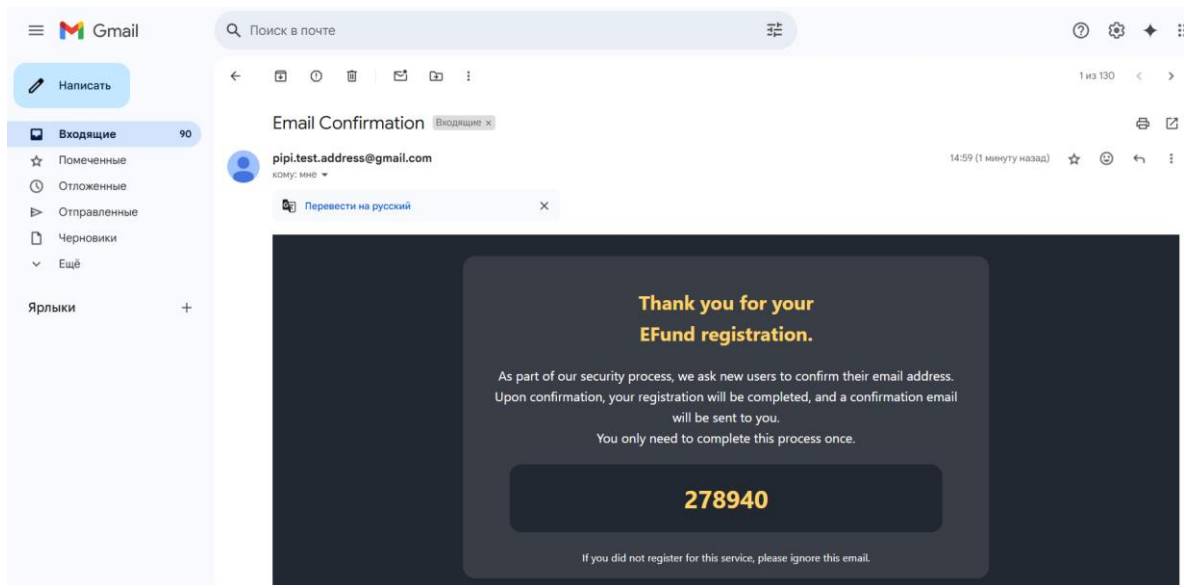 Gmail
Поиск в почте
Написать
1 из 130
Входящие 90
Помеченные
Отложенные
Отправленные
Черновики
Ещё
Ярлыки
Email Confirmation Входящие ×
pipi.test.address@gmail.com 14:59 (1 минуту назад)
кому: мне
Перевести на русский
Thank you for your
EFund registration.
As part of our security process, we ask new users to confirm their email address.
Upon confirmation, your registration will be completed, and a confirmation email
will be sent to you.
You only need to complete this process once.
278940
If you did not register for this service, please ignore this email.